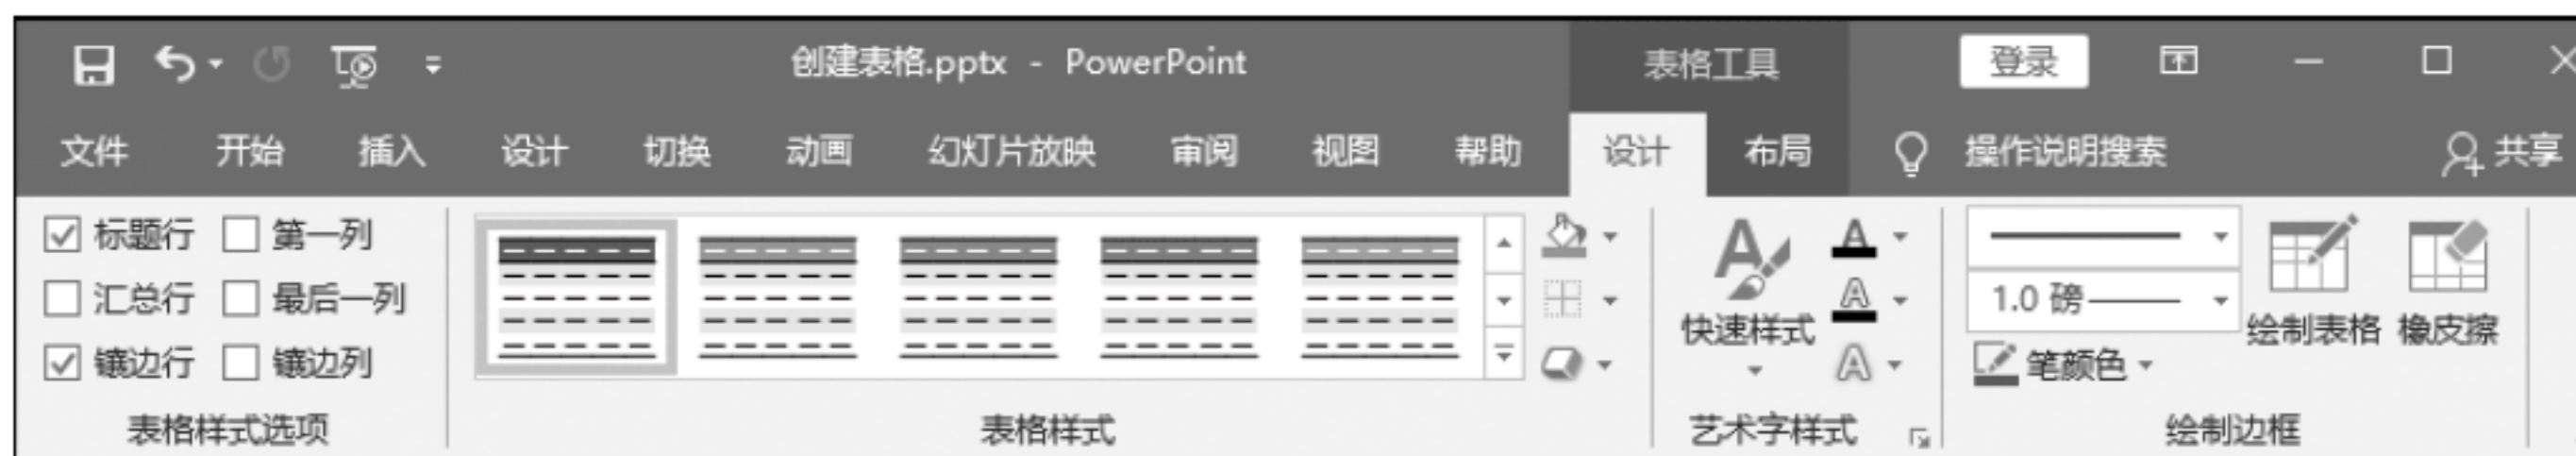 创建表格.pptx - PowerPoint 表格工具 登录
文件 开始 插入 设计 切换 动画 幻灯片放映 审阅 视图 帮助 设计 布局 操作说明搜索 共享
标题行 第一列
汇总行 最后一列
镶边行 镶边列
表格样式选项
表格样式
快速样式
艺术字样式
1.0 磅
笔颜色
绘制表格 橡皮擦
绘制边框